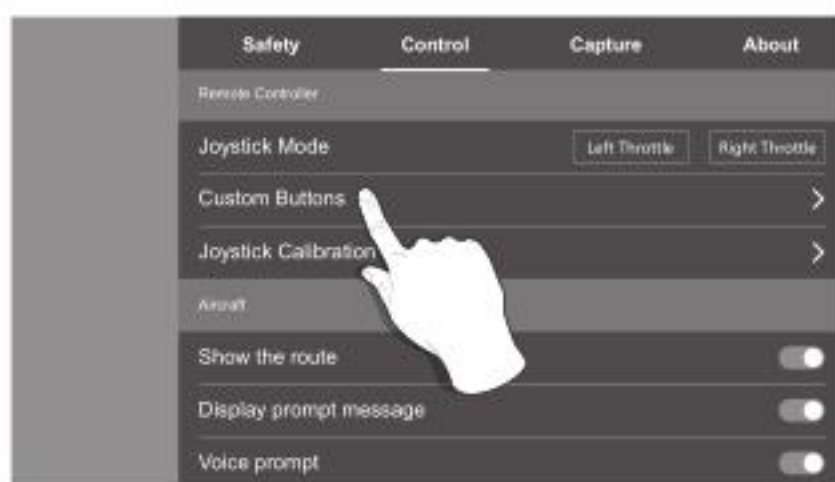 Safety Control Capture About
Remote Controller
Joystick Mode Left Throttle Right Throttle
Custom Buttons
Joystick Calibration
Aircraft
Show the route
Display prompt message
Voice prompt